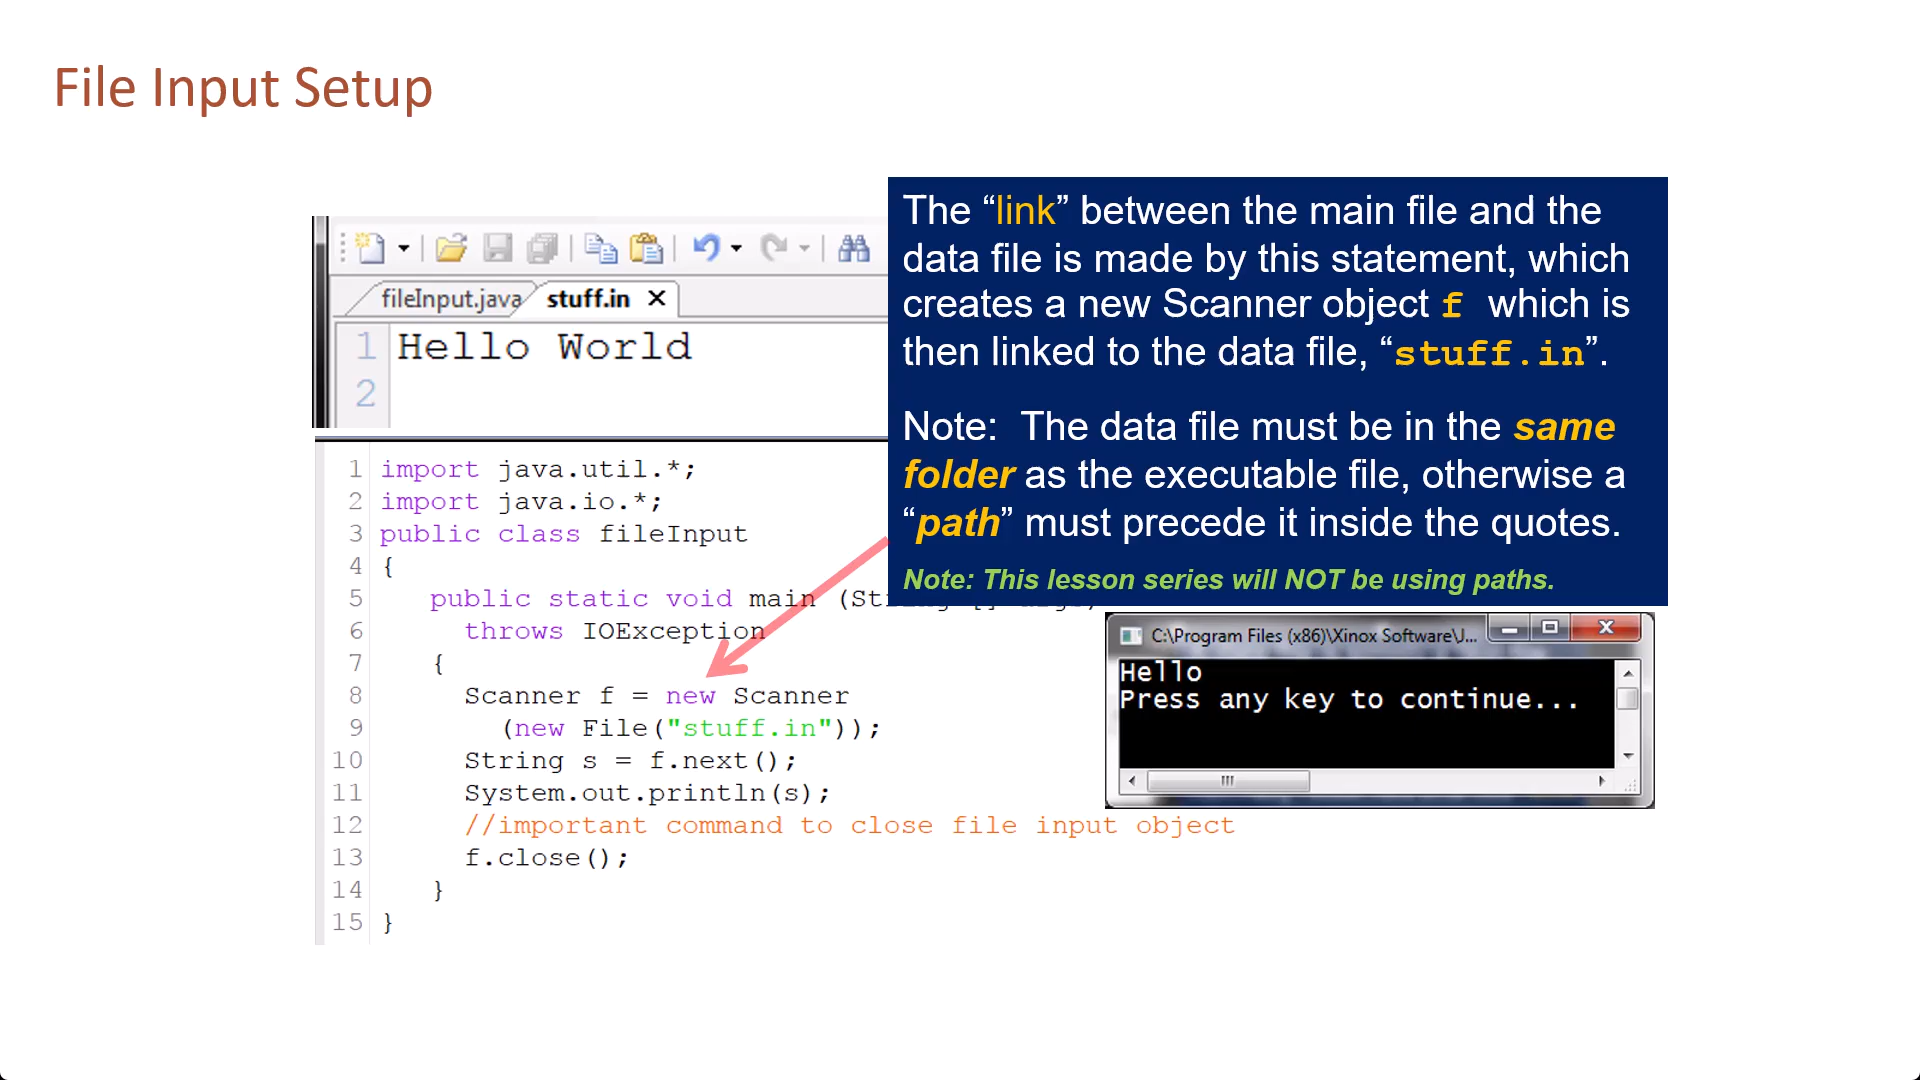 File Input Setup
fileInput.java stuff.in
1 Hello World
2
The “link” between the main file and the
data file is made by this statement, which
creates a new Scanner object f which is
then linked to the data file, “stuff.in”.
Note: The data file must be in the same
folder as the executable file, otherwise a
“path” must precede it inside the quotes.
Note: This lesson series will NOT be using paths.
1 import java.util.*;
2 import java.io.*;
3 public class fileInput
4 {
5 public static void main
6 throws IOException
7 {
8 Scanner f = new Scanner
9 (new File("stuff.in"));
10 String s = f.next();
11 System.out.println(s);
12 //important command to close file input object
13 f.close();
14 }
15 }
C:\Program Files (x86)\Xinox Software\J...
Hello
Press any key to continue...